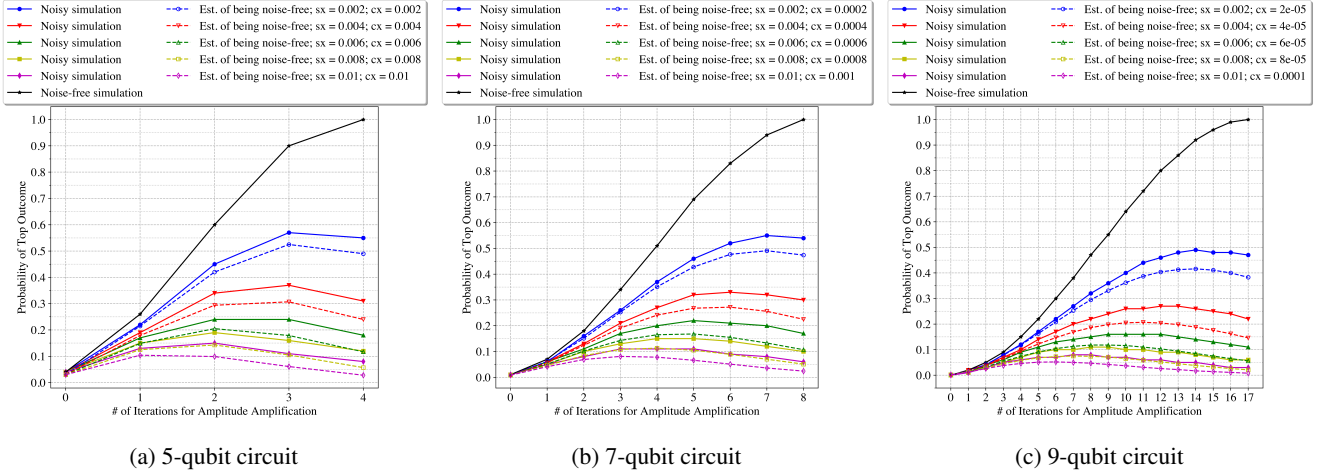 Noisy simulation Est. of being noise-free; sx = 0.002; cx = 0.002
Noisy simulation Est. of being noise-free; sx = 0.004; cx = 0.004
Noisy simulation Est. of being noise-free; sx = 0.006; cx = 0.006
Noisy simulation Est. of being noise-free; sx = 0.008; cx = 0.008
Noisy simulation Est. of being noise-free; sx = 0.01; cx = 0.01
Noise-free simulation
1.0
0.9
0.8
0.7
0.6
0.5
0.4
0.3
0.2
0.1
0.0
Probability of Top Outcome
0 1 2 3 4
# of Iterations for Amplitude Amplification
(a) 5-qubit circuit
Noisy simulation Est. of being noise-free; sx = 0.002; cx = 0.0002
Noisy simulation Est. of being noise-free; sx = 0.004; cx = 0.0004
Noisy simulation Est. of being noise-free; sx = 0.006; cx = 0.0006
Noisy simulation Est. of being noise-free; sx = 0.008; cx = 0.0008
Noisy simulation Est. of being noise-free; sx = 0.01; cx = 0.001
Noise-free simulation
1.0
0.9
0.8
0.7
0.6
0.5
0.4
0.3
0.2
0.1
0.0
Probability of Top Outcome
0 1 2 3 4 5 6 7 8
# of Iterations for Amplitude Amplification
(b) 7-qubit circuit
Noisy simulation Est. of being noise-free; sx = 0.002; cx = 2e-05
Noisy simulation Est. of being noise-free; sx = 0.004; cx = 4e-05
Noisy simulation Est. of being noise-free; sx = 0.006; cx = 6e-05
Noisy simulation Est. of being noise-free; sx = 0.008; cx = 8e-05
Noisy simulation Est. of being noise-free; sx = 0.01; cx = 0.0001
Noise-free simulation
1.0
0.9
0.8
0.7
0.6
0.5
0.4
0.3
0.2
0.1
0.0
Probability of Top Outcome
0 1 2 3 4 5 6 7 8 9 10 11 12 13 14 15 16 17
# of Iterations for Amplitude Amplification
(c) 9-qubit circuit